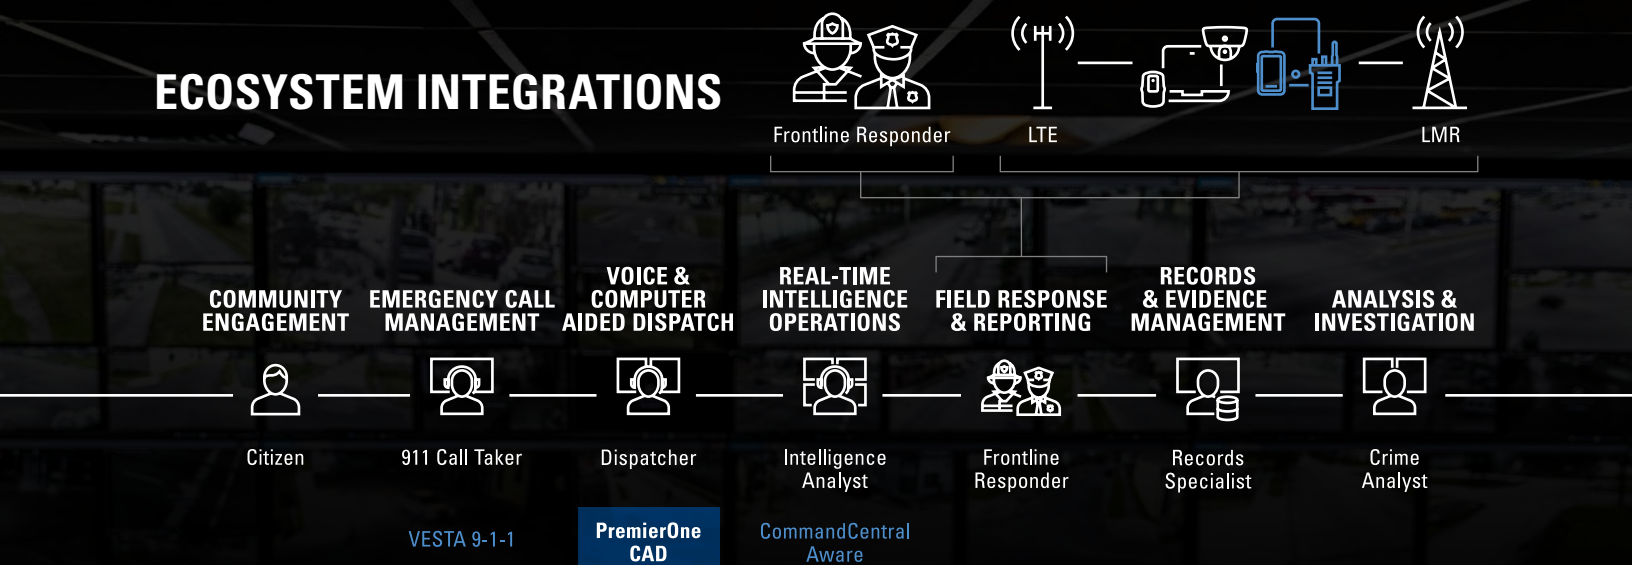 ECOSYSTEM INTEGRATIONS
Frontline Responder
LTE
LMR
COMMUNITY
ENGAGEMENT
EMERGENCY CALL
MANAGEMENT
VOICE &
COMPUTER
AIDED DISPATCH
REAL-TIME
INTELLIGENCE
OPERATIONS
FIELD RESPONSE
& REPORTING
RECORDS
& EVIDENCE
MANAGEMENT
ANALYSIS &
INVESTIGATION
Citizen
911 Call Taker
Dispatcher
Intelligence
Analyst
Frontline
Responder
Records
Specialist
Crime
Analyst
VESTA 9-1-1
PremierOne
CAD
CommandCentral
Aware